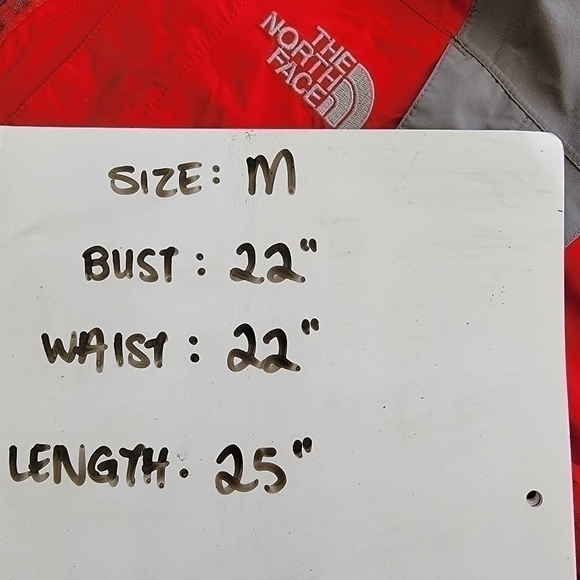 THE
NORTH
FACE
SIZE: M
BUST: 22"
WAIST: 22"
LENGTH. 25"